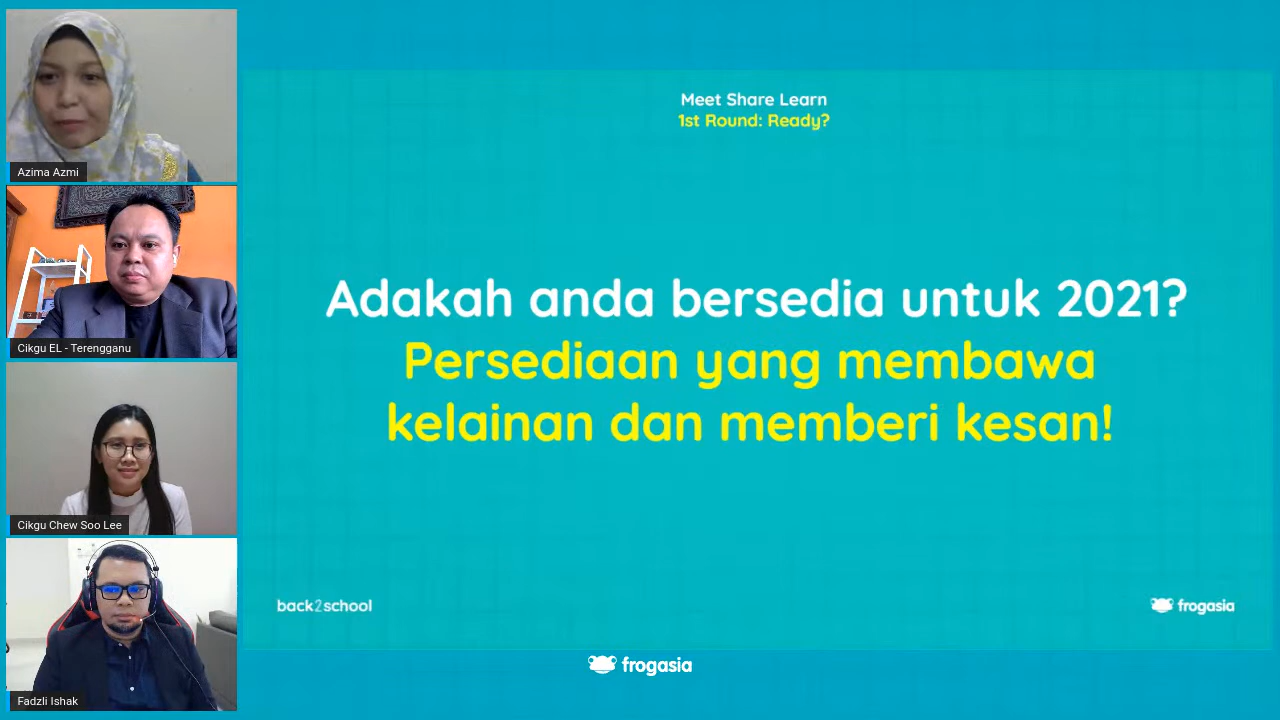 Azima Azmi
Cikgu EL - Terengganu
Cikgu Chew Soo Lee
Fadzli Ishak
Meet Share Learn
1st Round: Ready?
Adakah anda bersedia untuk 2021?
Persediaan yang membawa
kelainan dan memberi kesan!
back2school
frogasia
frogasia